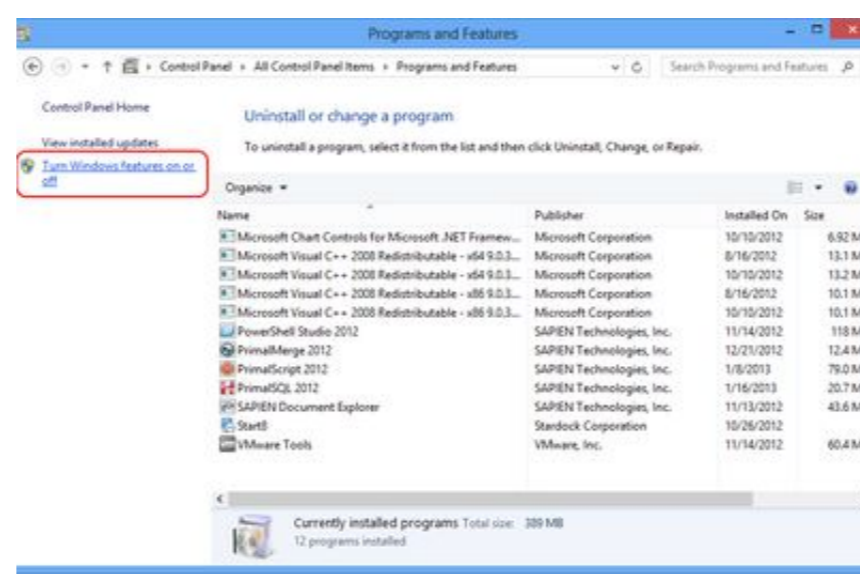 Programs and Features
Control Panel › All Control Panel Items › Programs and Features
Search Programs and Features
Control Panel Home
View installed updates
Turn Windows features on or
off
Uninstall or change a program
To uninstall a program, select it from the list and then click Uninstall, Change, or Repair.
Organize
Name Publisher Installed On Size
Microsoft Chart Controls for Microsoft .NET Framew... Microsoft Corporation 10/10/2012 6.92 M
Microsoft Visual C++ 2008 Redistributable - x64 9.0.3... Microsoft Corporation 8/16/2012 13.1 M
Microsoft Visual C++ 2008 Redistributable - x64 9.0.3... Microsoft Corporation 10/10/2012 13.2 M
Microsoft Visual C++ 2008 Redistributable - x86 9.0.3... Microsoft Corporation 8/16/2012 10.1 M
Microsoft Visual C++ 2008 Redistributable - x86 9.0.3... Microsoft Corporation 10/10/2012 10.1 M
PowerShell Studio 2012 SAPIEN Technologies, Inc. 11/14/2012 118 M
PrimalMerge 2012 SAPIEN Technologies, Inc. 12/21/2012 12.4 M
PrimalScript 2012 SAPIEN Technologies, Inc. 1/8/2013 79.0 M
PrimalSQL 2012 SAPIEN Technologies, Inc. 1/16/2013 20.7 M
SAPIEN Document Explorer SAPIEN Technologies, Inc. 11/13/2012 43.6 M
Start8 Stardock Corporation 10/26/2012
VMware Tools VMware, Inc. 11/14/2012 60.4 M
Currently installed programs Total size: 389 MB
12 programs installed